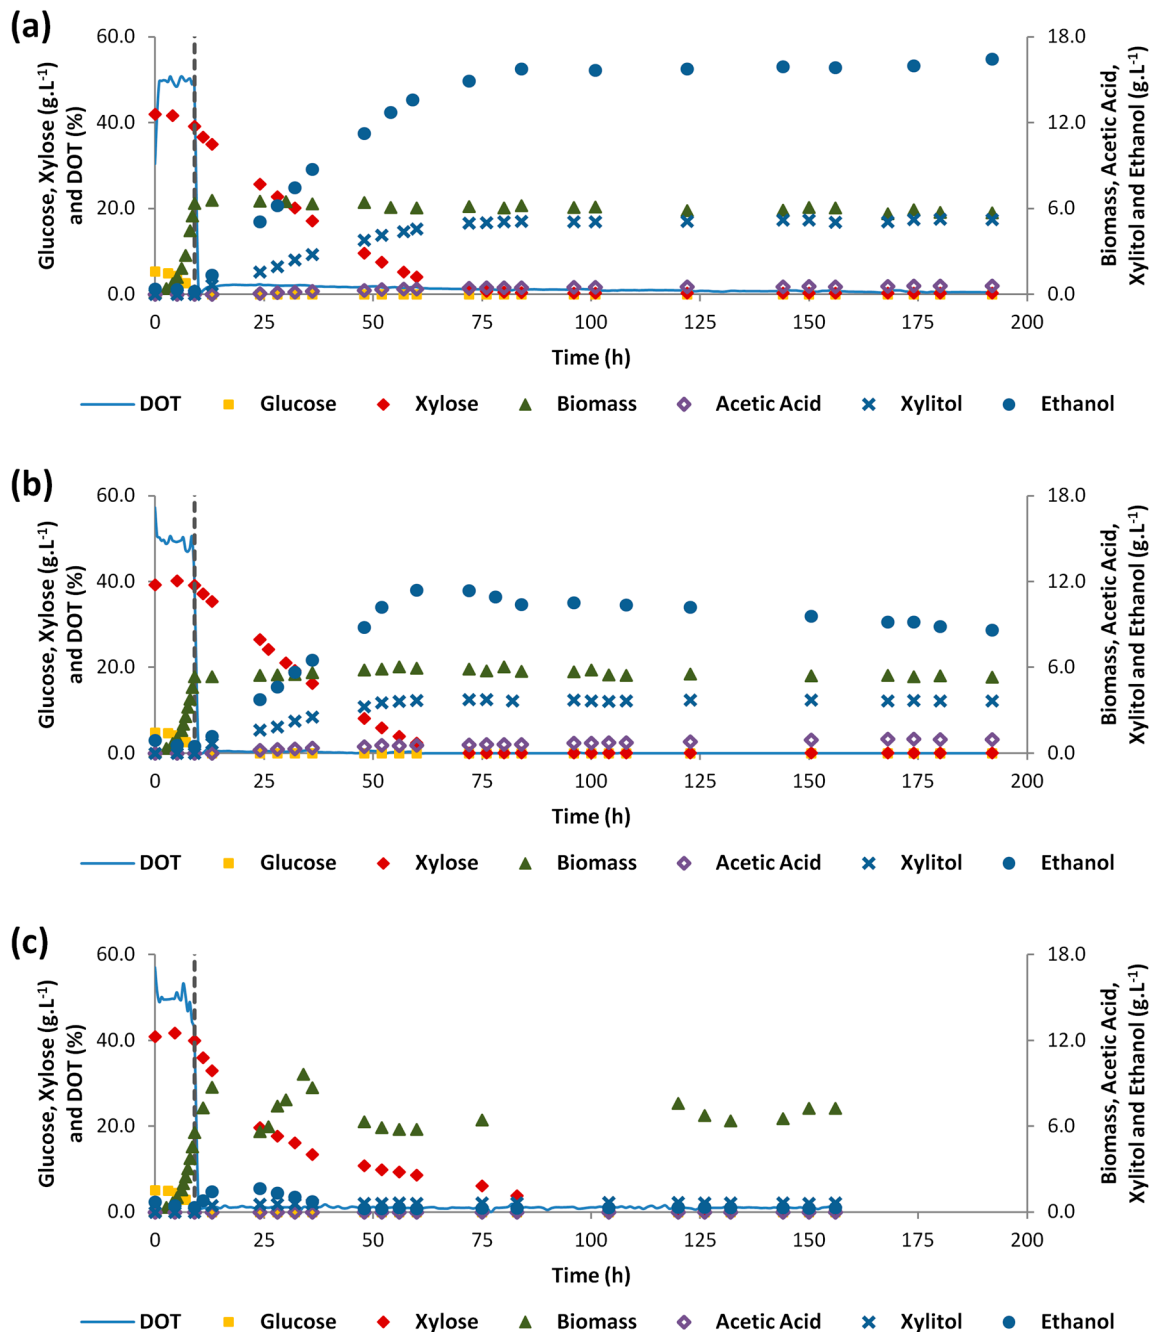 (a)
Glucose, Xylose (g.L⁻¹)
and DOT (%)
60.0
40.0
20.0
0.0
18.0
12.0
6.0
0.0
Biomass, Acetic Acid,
Xylitol and Ethanol (g.L⁻¹)
0 25 50 75 100 125 150 175 200
Time (h)
DOT Glucose Xylose Biomass Acetic Acid Xylitol Ethanol
(b)
Glucose, Xylose (g.L⁻¹)
and DOT (%)
60.0
40.0
20.0
0.0
18.0
12.0
6.0
0.0
Biomass, Acetic Acid,
Xylitol and Ethanol (g.L⁻¹)
0 25 50 75 100 125 150 175 200
Time (h)
DOT Glucose Xylose Biomass Acetic Acid Xylitol Ethanol
(c)
Glucose, Xylose (g.L⁻¹)
and DOT (%)
60.0
40.0
20.0
0.0
18.0
12.0
6.0
0.0
Biomass, Acetic Acid,
Xylitol and Ethanol (g.L⁻¹)
0 25 50 75 100 125 150 175 200
Time (h)
DOT Glucose Xylose Biomass Acetic Acid Xylitol Ethanol